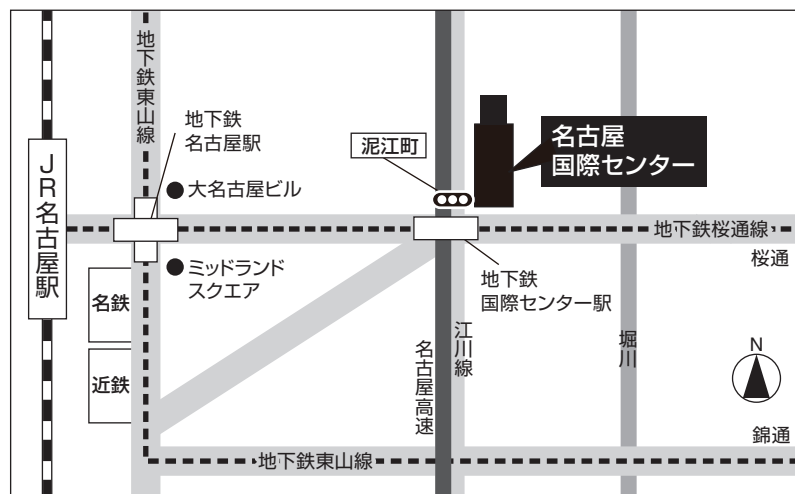 地下鉄東山線
地下鉄
名古屋駅
泥江町
名古屋
国際センター
JR名古屋駅
大名古屋ビル
地下鉄桜通線
桜通
ミッドランド
スクエア
地下鉄
国際センター駅
名鉄
近鉄
名古屋高速
江川線
堀川
N
錦通
地下鉄東山線